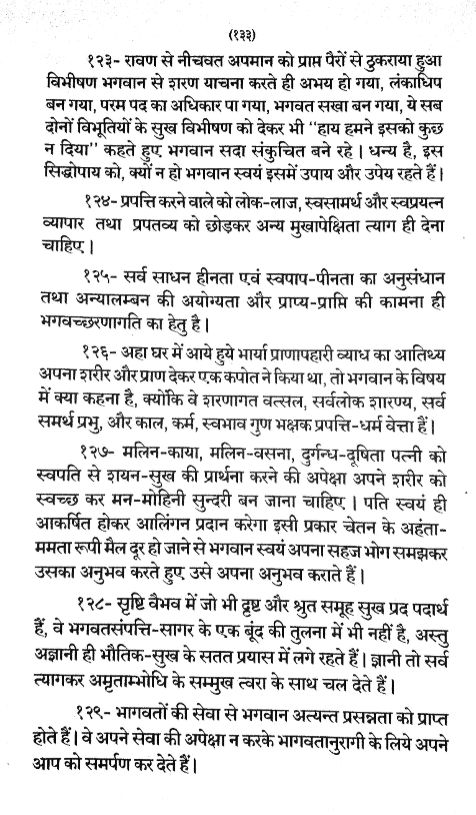 (१३३)
१२३- रावण से नीचवत अपमान को प्राप्त पैरों से ठुकराया हुआ
विभीषण भगवान से शरण याचना करते ही अभय हो गया, लंकाधिप
बन गया, परम पद का अधिकार पा गया, भगवत सखा बन गया, ये सब
दोनों विभूतियों के सुख विभीषण को देकर भी "हाय हमने इसको कुछ
न दिया" कहते हुए भगवान सदा संकुचित बने रहे। धन्य है, इस
सिद्धोपाय को, क्यों न हो भगवान स्वयं इसमें उपाय और उपेय रहते हैं।
१२४- प्रपत्ति करने वाले को लोक-लाज, स्वसामर्थ और स्वप्रयत्न
व्यापार तथा प्रपतव्य को छोड़कर अन्य मुखापेक्षिता त्याग ही देना
चाहिए।
१२५- सर्व साधन हीनता एवं स्वपाप-पीनता का अनुसंधान
तथा अन्यालम्बन की अयोग्यता और प्राप्य-प्राप्ति की कामना ही
भगवच्छरणागति का हेतु है।
१२६- अहा घर में आये हुये भार्या प्राणापहारी व्याध का आतिथ्य
अपना शरीर और प्राण देकर एक कपोत ने किया था, तो भगवान के विषय
में क्या कहना है, क्योंकि वे शरणागत वत्सल, सर्वलोक शारण्य, सर्व
समर्थ प्रभु, और काल, कर्म, स्वभाव गुण भक्षक प्रपत्ति-धर्म वेत्ता हैं।
१२७- मलिन-काया, मलिन-वसना, दुर्गन्ध-दूषिता पत्नी को
स्वपति से शयन-सुख की प्रार्थना करने की अपेक्षा अपने शरीर को
स्वच्छ कर मन-मोहिनी सुन्दरी बन जाना चाहिए। पति स्वयं ही
आकर्षित होकर आलिंगन प्रदान करेगा इसी प्रकार चेतन के अहंता-
ममता रूपी मैल दूर हो जाने से भगवान स्वयं अपना सहज भोग समझकर
उसका अनुभव करते हुए उसे अपना अनुभव कराते हैं।
१२८- सृष्टि वैभव में जो भी दृष्ट और श्रुत समूह सुख प्रद पदार्थ
हैं, वे भगवतसंपत्ति-सागर के एक बूंद की तुलना में भी नहीं है, अस्तु
अज्ञानी ही भौतिक-सुख के सतत प्रयास में लगे रहते हैं। ज्ञानी तो सर्व
त्यागकर अमृताम्भोधि के सम्मुख त्वरा के साथ चल देते हैं।
१२९- भागवतों की सेवा से भगवान अत्यन्त प्रसन्नता को प्राप्त
होते हैं। वे अपने सेवा की अपेक्षा न करके भागवतानुरागी के लिये अपने
आप को समर्पण कर देते हैं।